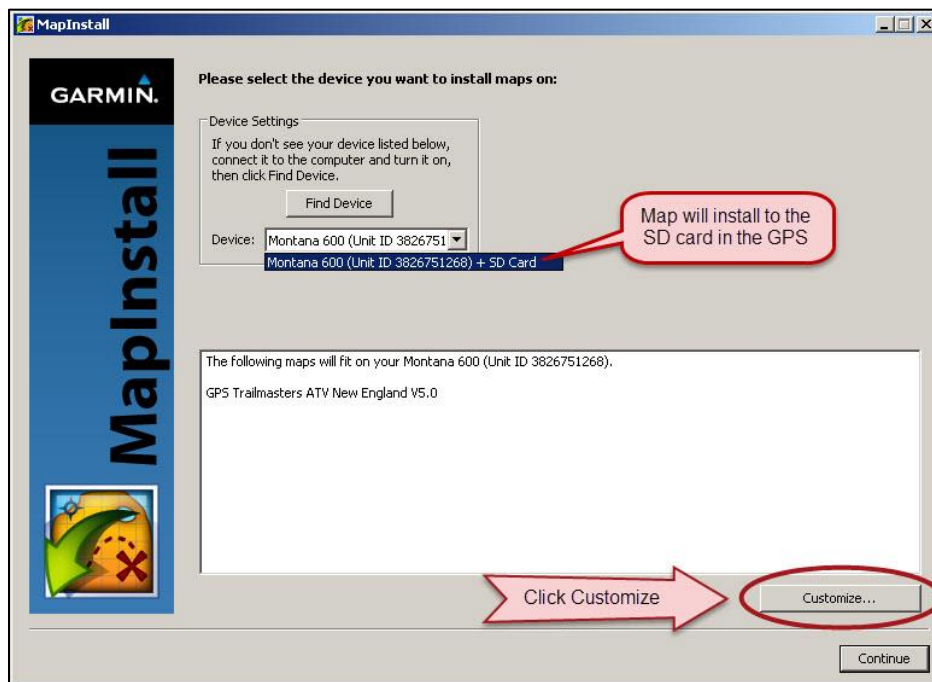 MapInstall
GARMIN.
MapInstall
Please select the device you want to install maps on:
Device Settings
If you don't see your device listed below,
connect it to the computer and turn it on,
then click Find Device.
Find Device
Device: Montana 600 (Unit ID 3826751
Montana 600 (Unit ID 3826751268) + SD Card
Map will install to the
SD card in the GPS
The following maps will fit on your Montana 600 (Unit ID 3826751268).
GPS Trailmasters ATV New England V5.0
Click Customize
Customize...
Continue